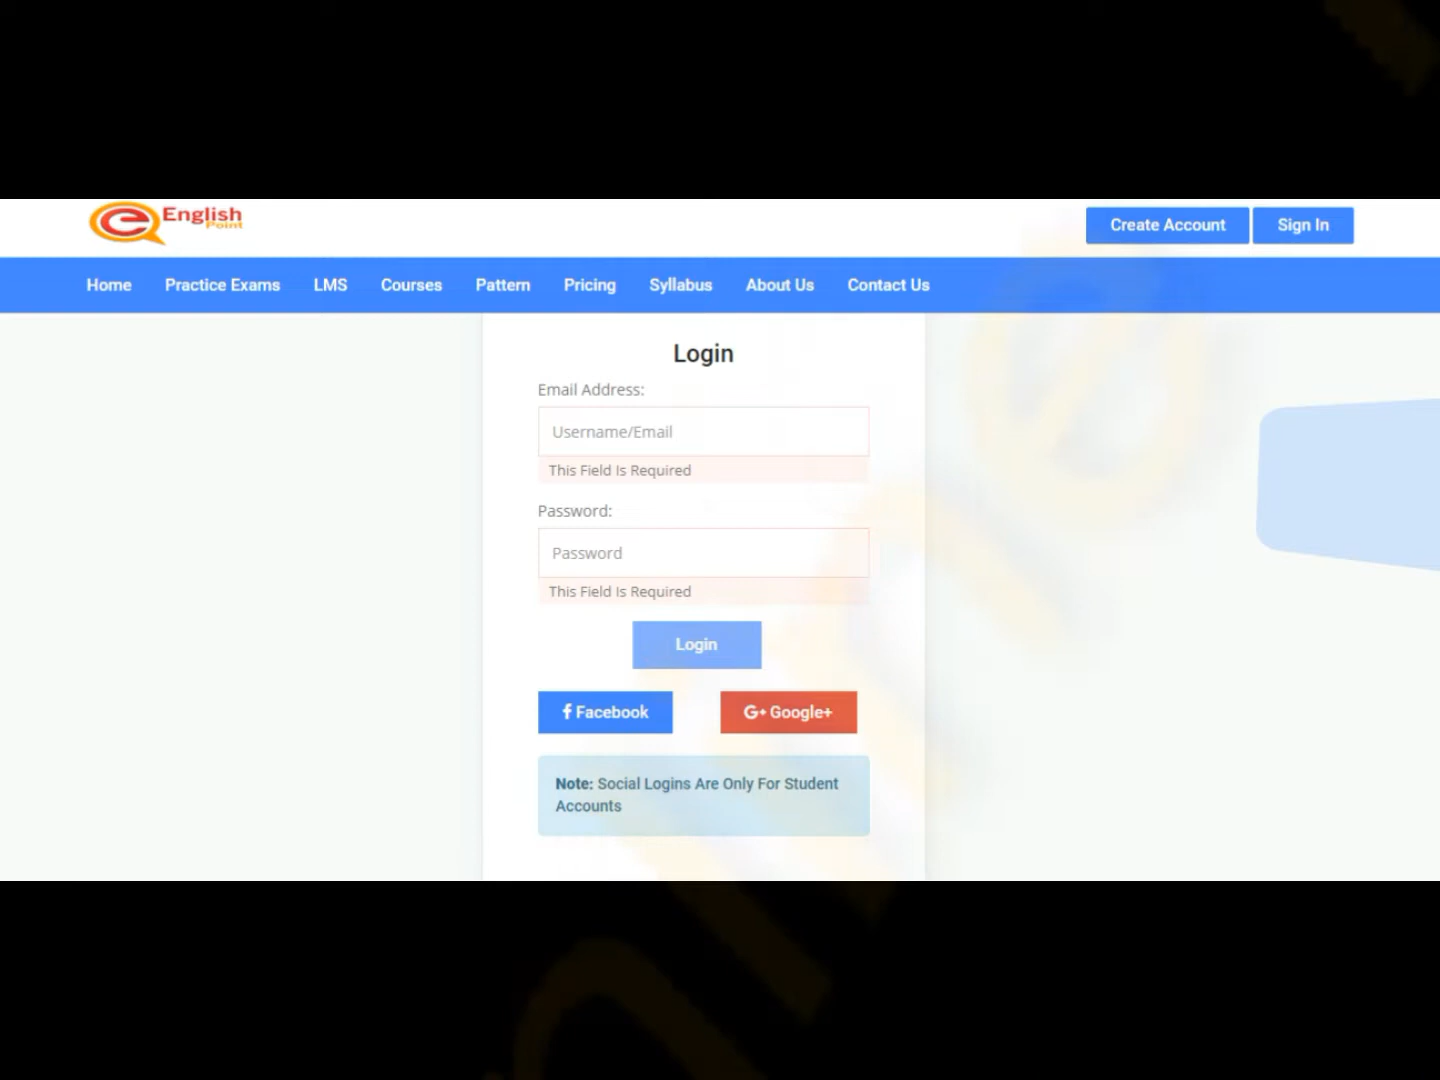 English
Point
Create Account
Sign In
Home
Practice Exams
LMS
Courses
Pattern
Pricing
Syllabus
About Us
Contact Us
Login
Email Address:
Username/Email
This Field Is Required
Password:
Password
This Field Is Required
Login
Facebook
G+ Google+
Note: Social Logins Are Only For Student
Accounts